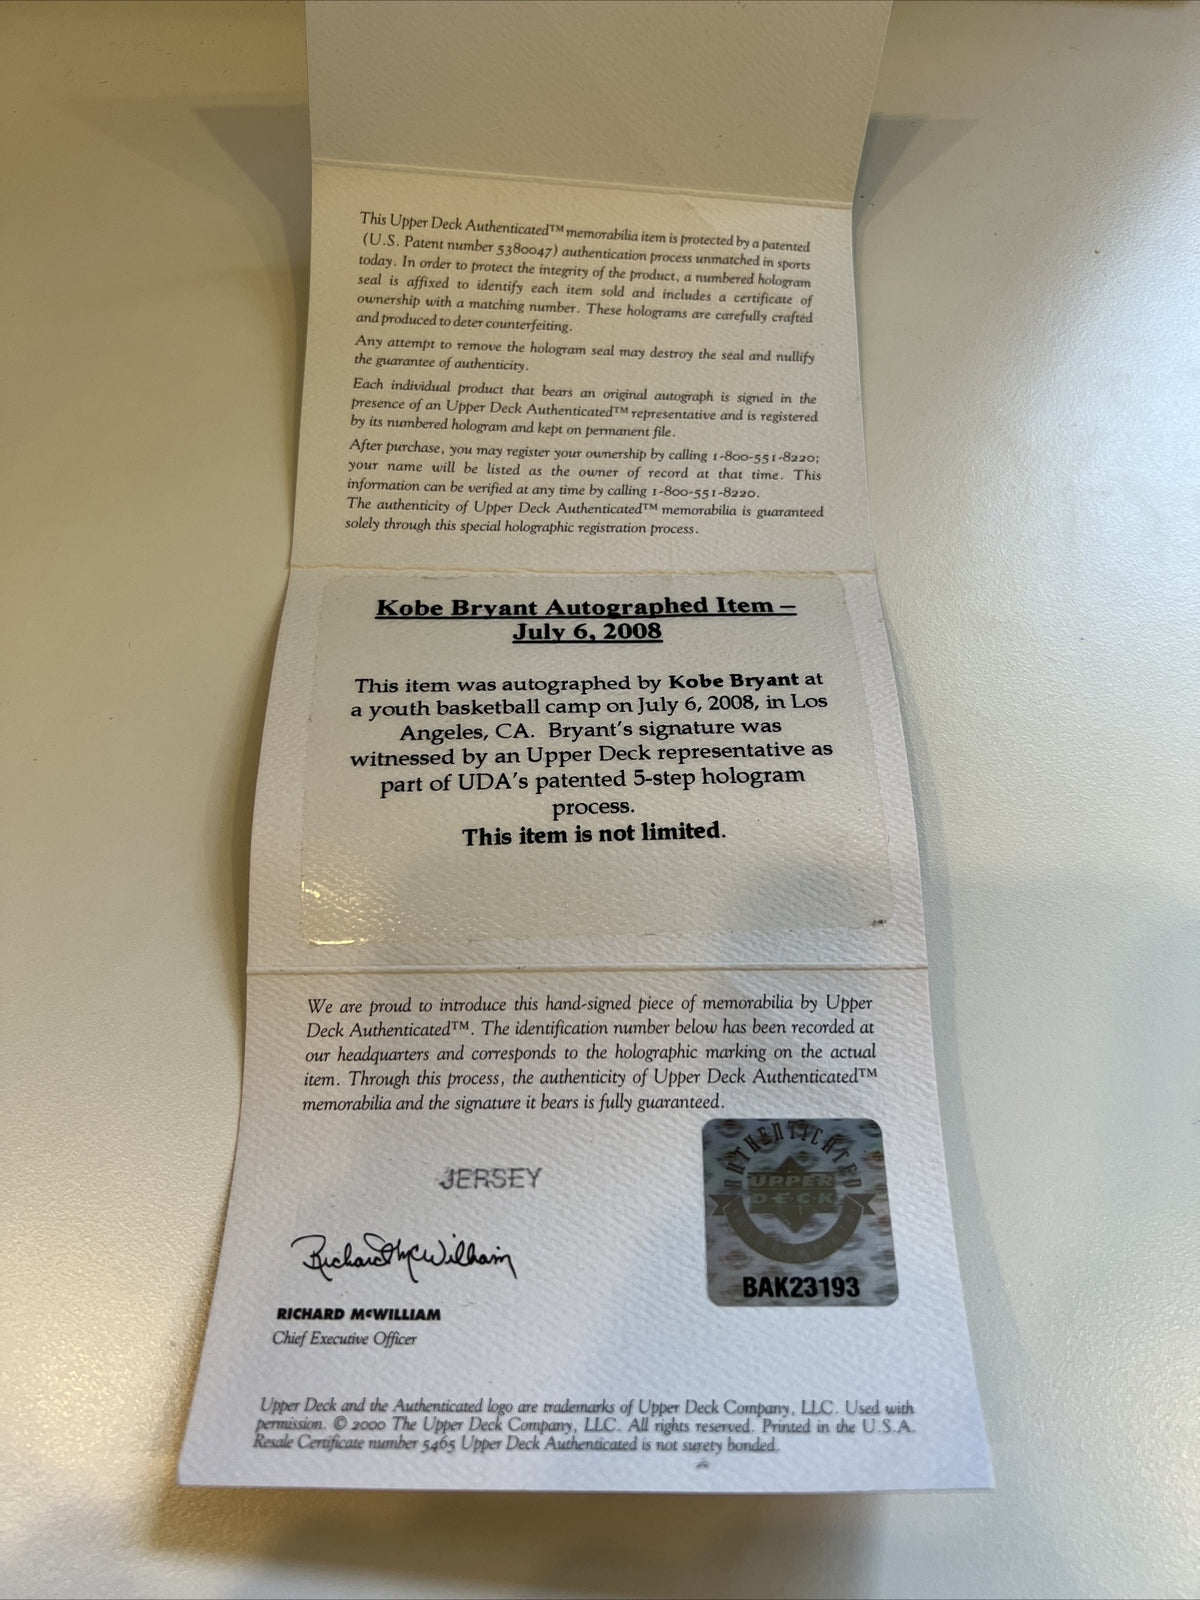 This Upper Deck Authenticated™ memorabilia item is protected by a patented
(U.S. Patent number 5380047) authentication process unmatched in sports
today. In order to protect the integrity of the product, a numbered hologram
seal is affixed to identify each item sold and includes a certificate of
ownership with a matching number. These holograms are carefully crafted
and produced to deter counterfeiting.
Any attempt to remove the hologram seal may destroy the seal and nullify
the guarantee of authenticity.
Each individual product that bears an original autograph is signed in the
presence of an Upper Deck Authenticated™ representative and is registered
by its numbered hologram and kept on permanent file.
After purchase, you may register your ownership by calling 1-800-551-8220;
your name will be listed as the owner of record at that time. This
information can be verified at any time by calling 1-800-551-8220.
The authenticity of Upper Deck Authenticated™ memorabilia is guaranteed
solely through this special holographic registration process.
Kobe Bryant Autographed Item –
July 6, 2008
This item was autographed by Kobe Bryant at
a youth basketball camp on July 6, 2008, in Los
Angeles, CA. Bryant's signature was
witnessed by an Upper Deck representative as
part of UDA's patented 5-step hologram
process.
This item is not limited.
We are proud to introduce this hand-signed piece of memorabilia by Upper
Deck Authenticated™. The identification number below has been recorded at
our headquarters and corresponds to the holographic marking on the actual
item. Through this process, the authenticity of Upper Deck Authenticated™
memorabilia and the signature it bears is fully guaranteed.
AUTHENTICATED
UPPER
DECK
BAK23193
JERSEY
Richard McWilliam
RICHARD McWILLIAM
Chief Executive Officer
Upper Deck and the Authenticated logo are trademarks of Upper Deck Company, LLC. Used with
permission. © 2000 The Upper Deck Company, LLC. All rights reserved. Printed in the U.S.A.
Resale Certificate number 5465 Upper Deck Authenticated is not surety bonded.